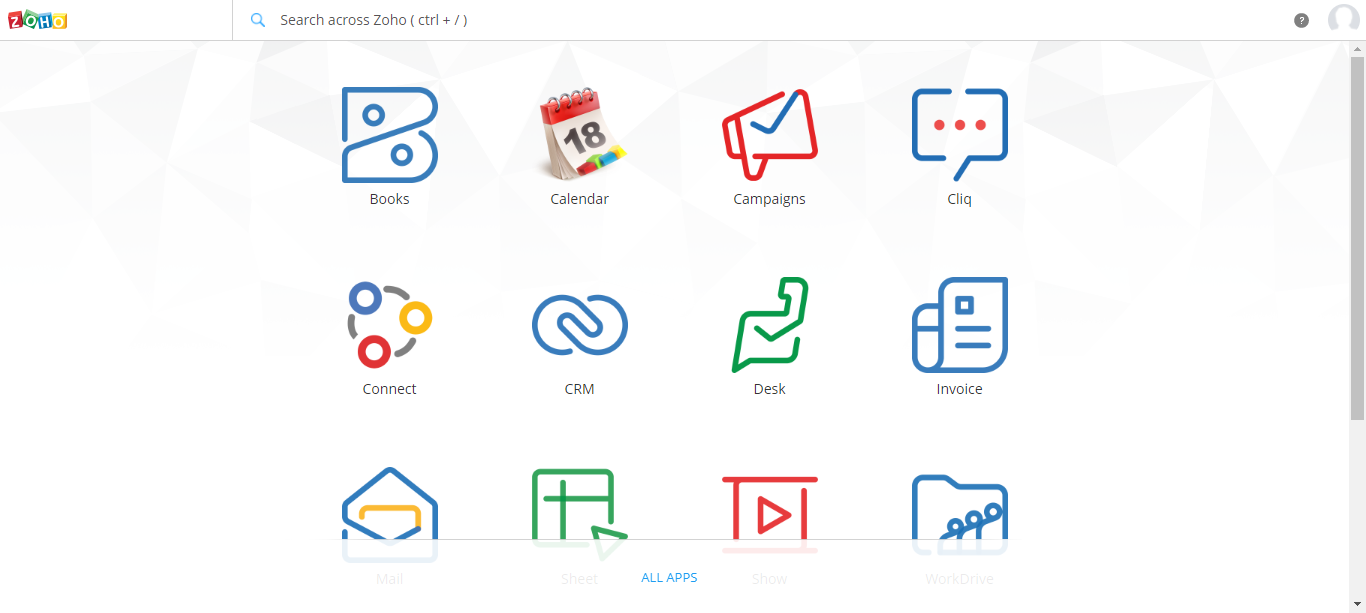 ZOHO
Search across Zoho ( ctrl + / )
?
18
Books
Calendar
Campaigns
Cliq
Connect
CRM
Desk
Invoice
Mail
Sheet
Show
WorkDrive
ALL APPS